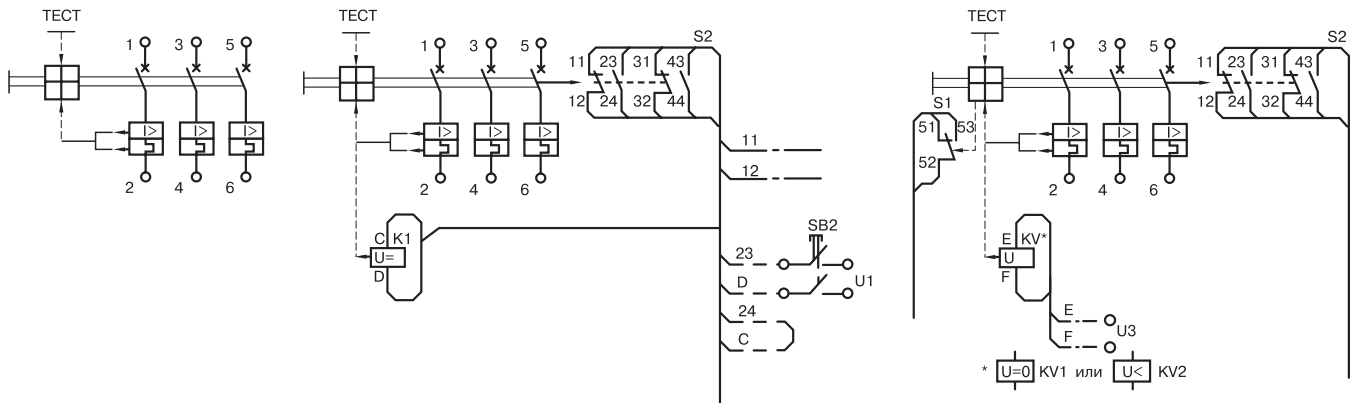 ТЕСТ
1 3 5
I> I> I>
2 4 6
ТЕСТ
1 3 5
I> I> I>
2 4 6
S2
11 23 31 43
12 24 32 44
11
12
C K1
U=
D
SB2
23
D
U1
24
C
ТЕСТ
1 3 5
S2
11 23 31 43
12 24 32 44
S1
51 53
52
I> I> I>
2 4 6
E KV*
U
F
E
F
U3
* U=0 KV1 или U< KV2